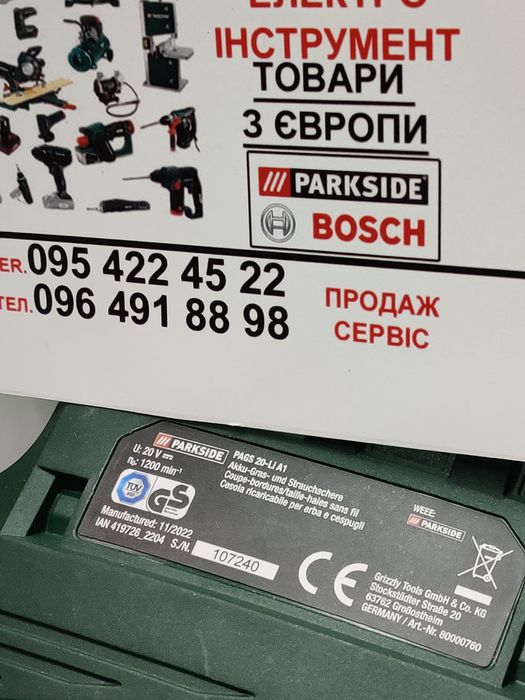 ЕЛЕКТРО
ІНСТРУМЕНТ
ТОВАРИ
З ЄВРОПИ
PARKSIDE
BOSCH
ER.095 422 45 22
ТЕЛ.096 491 88 98
ПРОДАЖ
СЕРВІС
PARKSIDE
PAGS 20-LI A1
U: 20 V
n₀: 1200 min⁻¹
Akku-Gras- und Strauchschere
Coupe-bordures/taille-haies sans fil
Cesoia ricaricabile per erba e cespugli
TÜV
GS
Manufactured: 11/2022
IAN 419726_2204 S/N.
107240
CE
WEEE:
PARKSIDE
Grizzly Tools GmbH & Co. KG
Stockstädter Straße 20
63762 Großostheim
GERMANY / Art.-Nr. 80000760